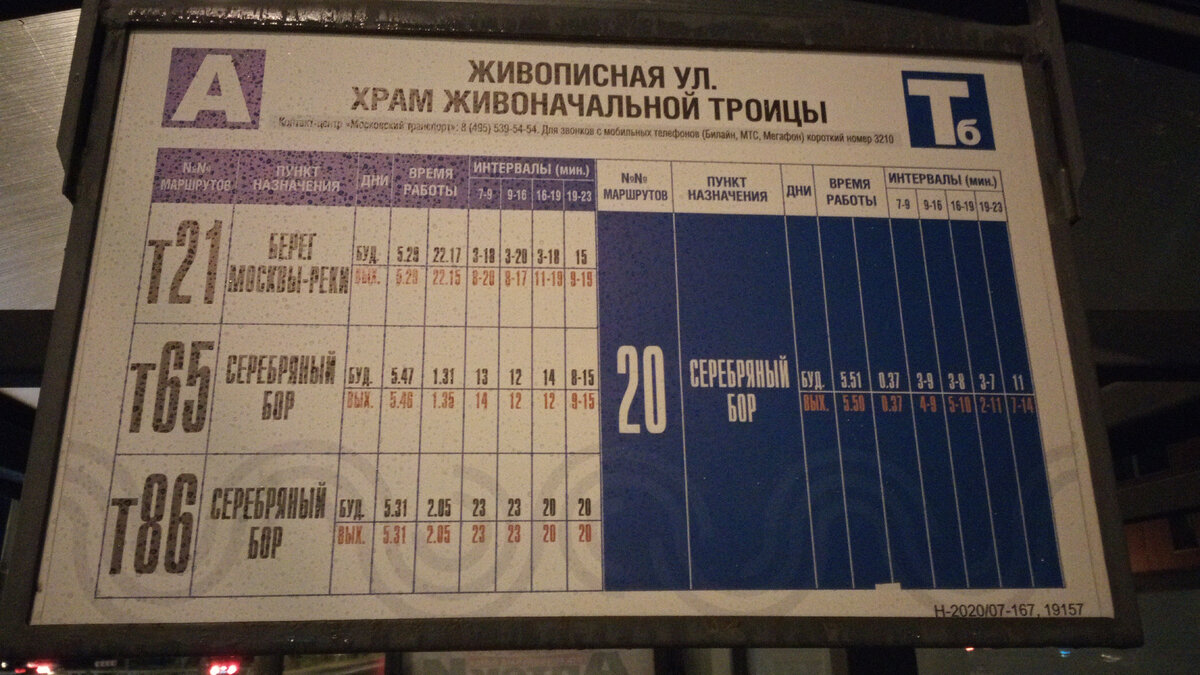 А
ЖИВОПИСНАЯ УЛ.
ХРАМ ЖИВОНАЧАЛЬНОЙ ТРОИЦЫ
Контакт-центр «Московский транспорт»: 8 (495) 539-54-54. Для звонков с мобильных телефонов (Билайн, МТС, Мегафон) короткий номер 3210
Тб
№№ МАРШРУТОВ ПУНКТ НАЗНАЧЕНИЯ ДНИ ВРЕМЯ РАБОТЫ ИНТЕРВАЛЫ (мин.)
7-9 9-16 16-19 19-23
т21 БЕРЕГ МОСКВЫ-РЕКИ
БУД. 5.29 22.17 3-19 3-20 3-18 15
ВЫХ. 5.29 22.15 8-20 8-17 11-19 9-19
т65 СЕРЕБРЯНЫЙ БОР
БУД. 5.47 1.31 13 12 14 8-15
ВЫХ. 5.46 1.35 14 12 12 9-15
т86 СЕРЕБРЯНЫЙ БОР
БУД. 5.31 2.05 23 23 20 20
ВЫХ. 5.31 2.05 23 23 20 20
№№ МАРШРУТОВ ПУНКТ НАЗНАЧЕНИЯ ДНИ ВРЕМЯ РАБОТЫ ИНТЕРВАЛЫ (мин.)
7-9 9-16 16-19 19-23
20 СЕРЕБРЯНЫЙ БОР
БУД. 5.51 0.37 3-9 3-8 3-7 11
ВЫХ. 5.50 0.37 4-9 5-10 2-11 7-14
Н-2020/07-167, 19157